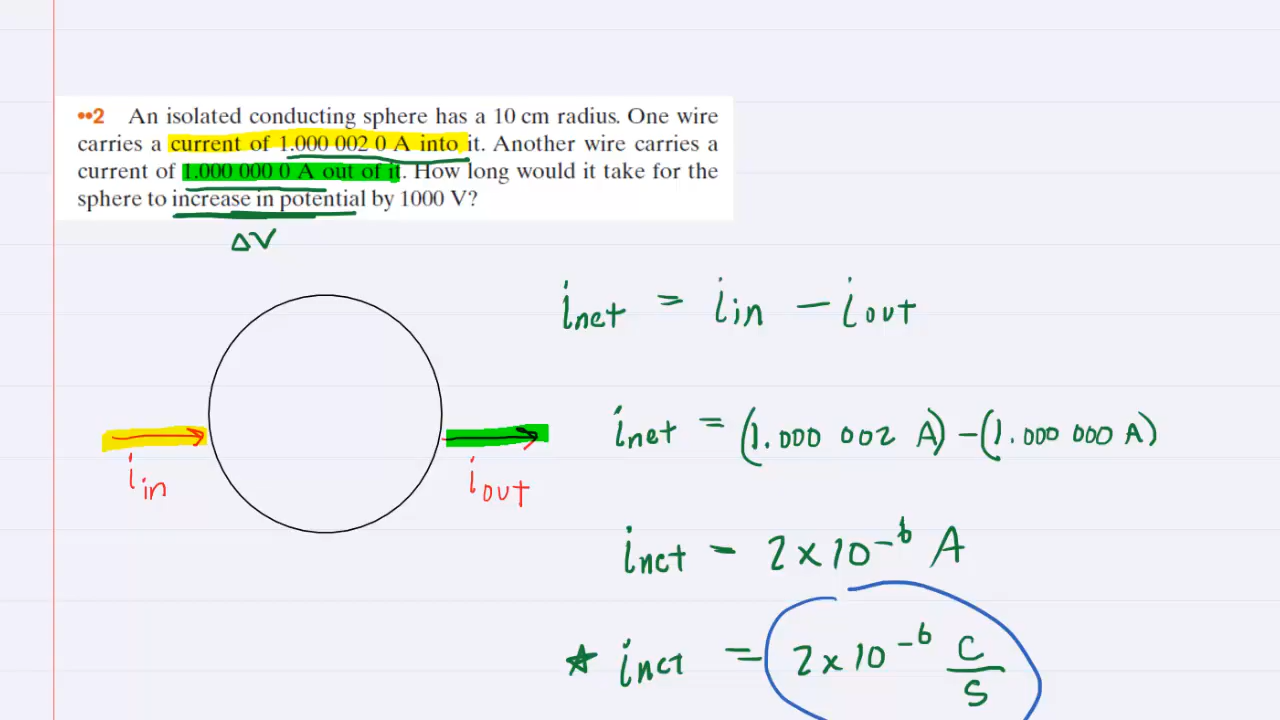 ••2 An isolated conducting sphere has a 10 cm radius. One wire
carries a current of 1.000 002 0 A into it. Another wire carries a
current of 1.000 000 0 A out of it. How long would it take for the
sphere to increase in potential by 1000 V?
ΔV
i_net = i_in − i_out
i_net = (1.000 002 A) − (1.000 000 A)
i_in
i_out
i_net = 2 x 10^-6 A
* i_net = 2 x 10^-6 C/S